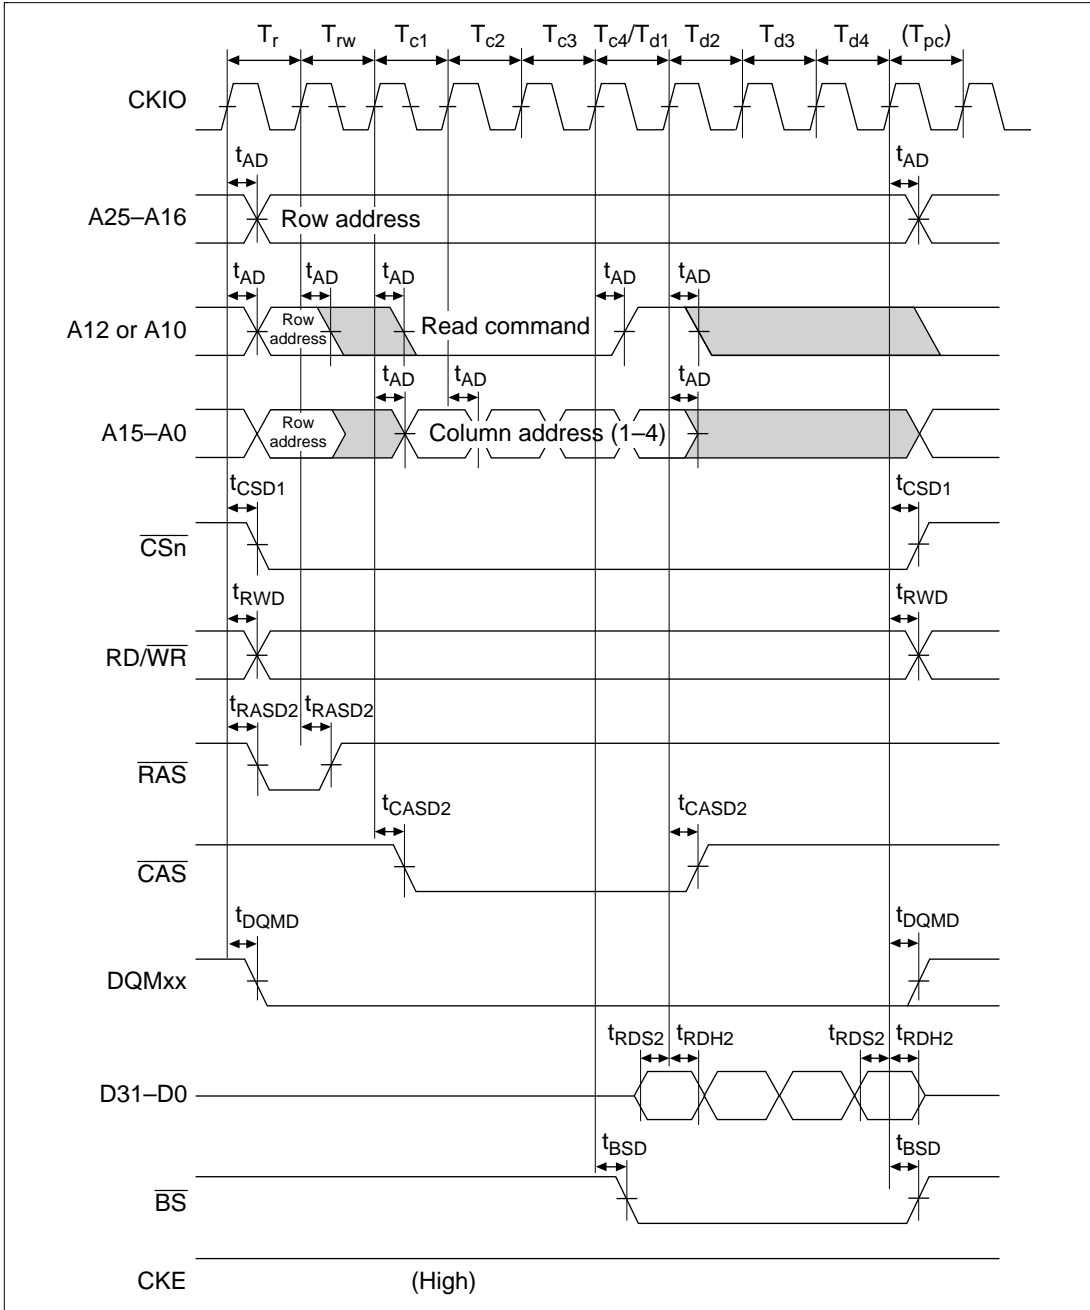 Tr Trw Tc1 Tc2 Tc3 Tc4/Td1 Td2 Td3 Td4 (Tpc)
CKIO
tAD tAD
A25–A16 Row address
tAD tAD tAD tAD tAD
A12 or A10 Row address Read command
tAD tAD tAD
A15–A0 Row address Column address (1–4)
tCSD1 tCSD1
CSn
tRWD tRWD
RD/WR
tRASD2 tRASD2
RAS
tCASD2 tCASD2
CAS
tDQMD tDQMD
DQMxx
tRDS2 tRDH2 tRDS2 tRDH2
D31–D0
tBSD tBSD
BS
CKE (High)